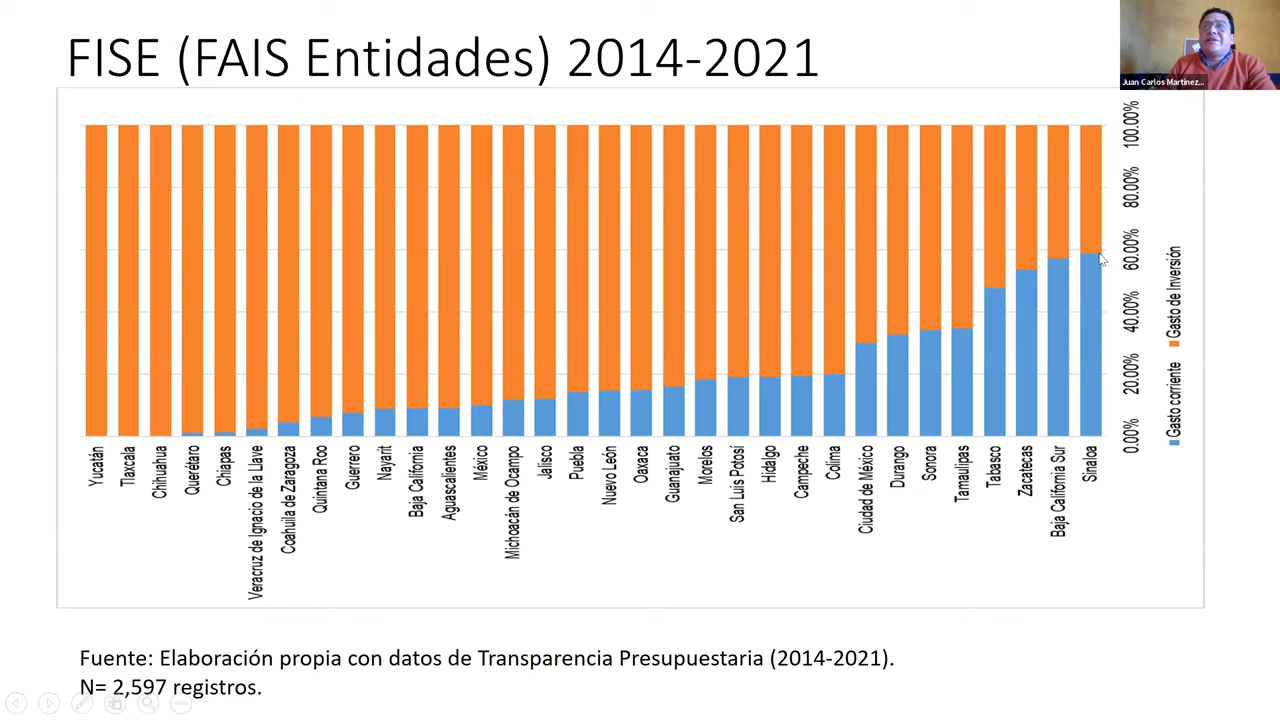 FISE (FAIS Entidades) 2014-2021
Juan Carlos Martinez...
100.00%
80.00%
60.00%
40.00%
20.00%
0.00%
Gasto corriente
Gasto de Inversión
Yucatán
Tlaxcala
Chihuahua
Querétaro
Chiapas
Veracruz de Ignacio de la Llave
Coahuila de Zaragoza
Quintana Roo
Guerrero
Nayarit
Baja California
Aguascalientes
México
Michoacán de Ocampo
Jalisco
Puebla
Nuevo León
Oaxaca
Guanajuato
Morelos
San Luis Potosí
Hidalgo
Campeche
Colima
Ciudad de México
Durango
Sonora
Tamaulipas
Tabasco
Zacatecas
Baja California Sur
Sinaloa
Fuente: Elaboración propia con datos de Transparencia Presupuestaria (2014-2021).
N= 2,597 registros.